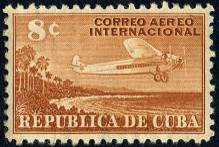 8¢
CORREO AEREO
INTERNACIONAL
REPUBLICA DE CUBA